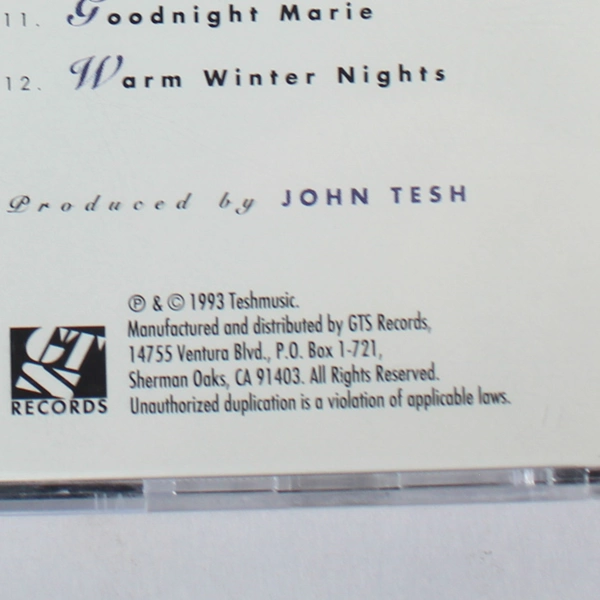 11. Goodnight Marie
12. Warm Winter Nights
Produced by JOHN TESH
℗ & © 1993 Teshmusic.
Manufactured and distributed by GTS Records,
14755 Ventura Blvd., P.O. Box 1-721,
Sherman Oaks, CA 91403. All Rights Reserved.
Unauthorized duplication is a violation of applicable laws.
GTS
RECORDS